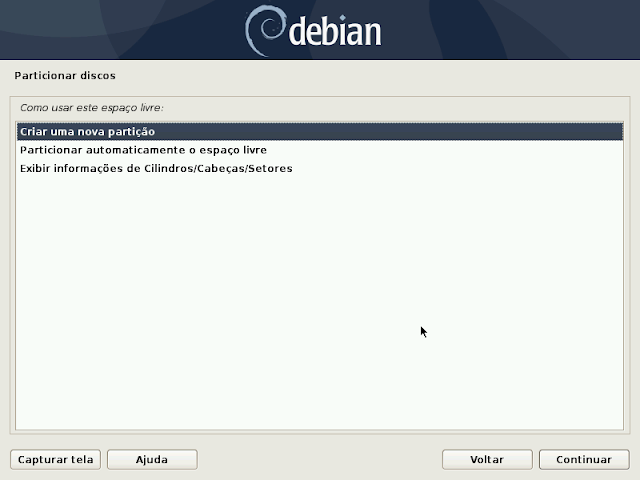 debian
Particionar discos
Como usar este espaço livre:
Criar uma nova partição
Particionar automaticamente o espaço livre
Exibir informações de Cilindros/Cabeças/Setores
Capturar tela
Ajuda
Voltar
Continuar